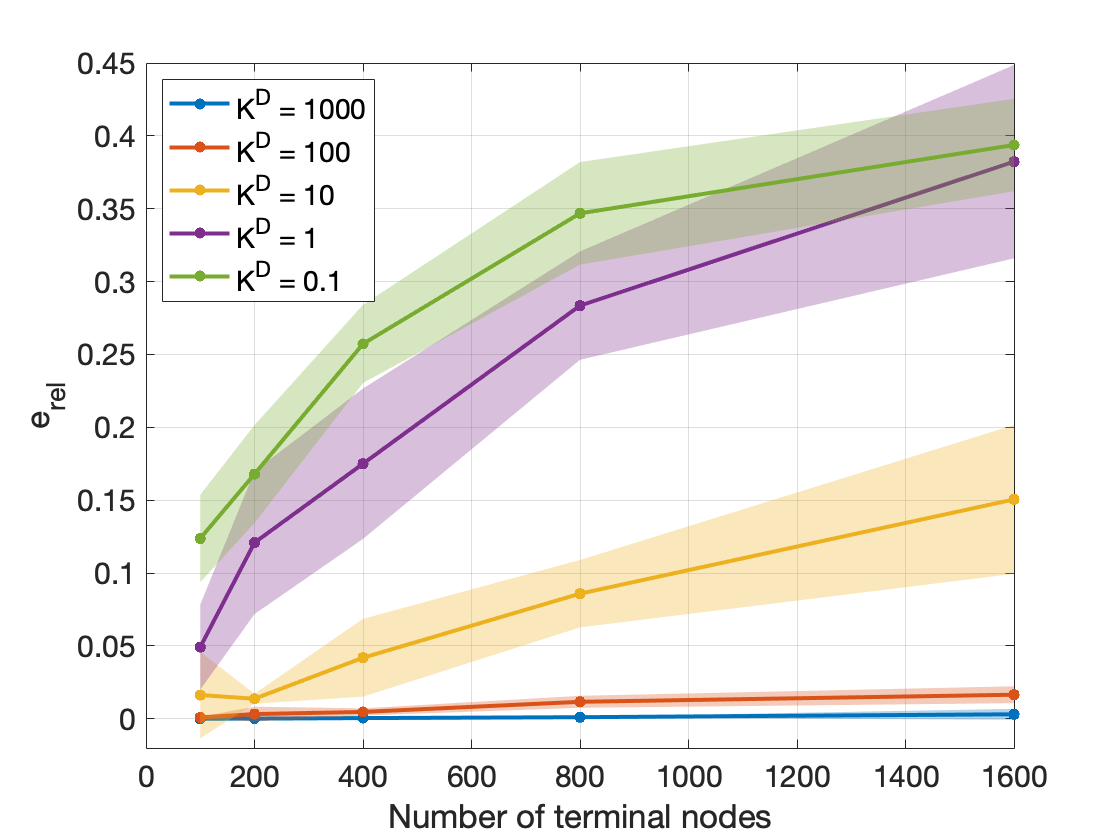 0.45
0.4
0.35
0.3
0.25
0.2
0.15
0.1
0.05
0
e_rel
K^D = 1000
K^D = 100
K^D = 10
K^D = 1
K^D = 0.1
0 200 400 600 800 1000 1200 1400 1600
Number of terminal nodes